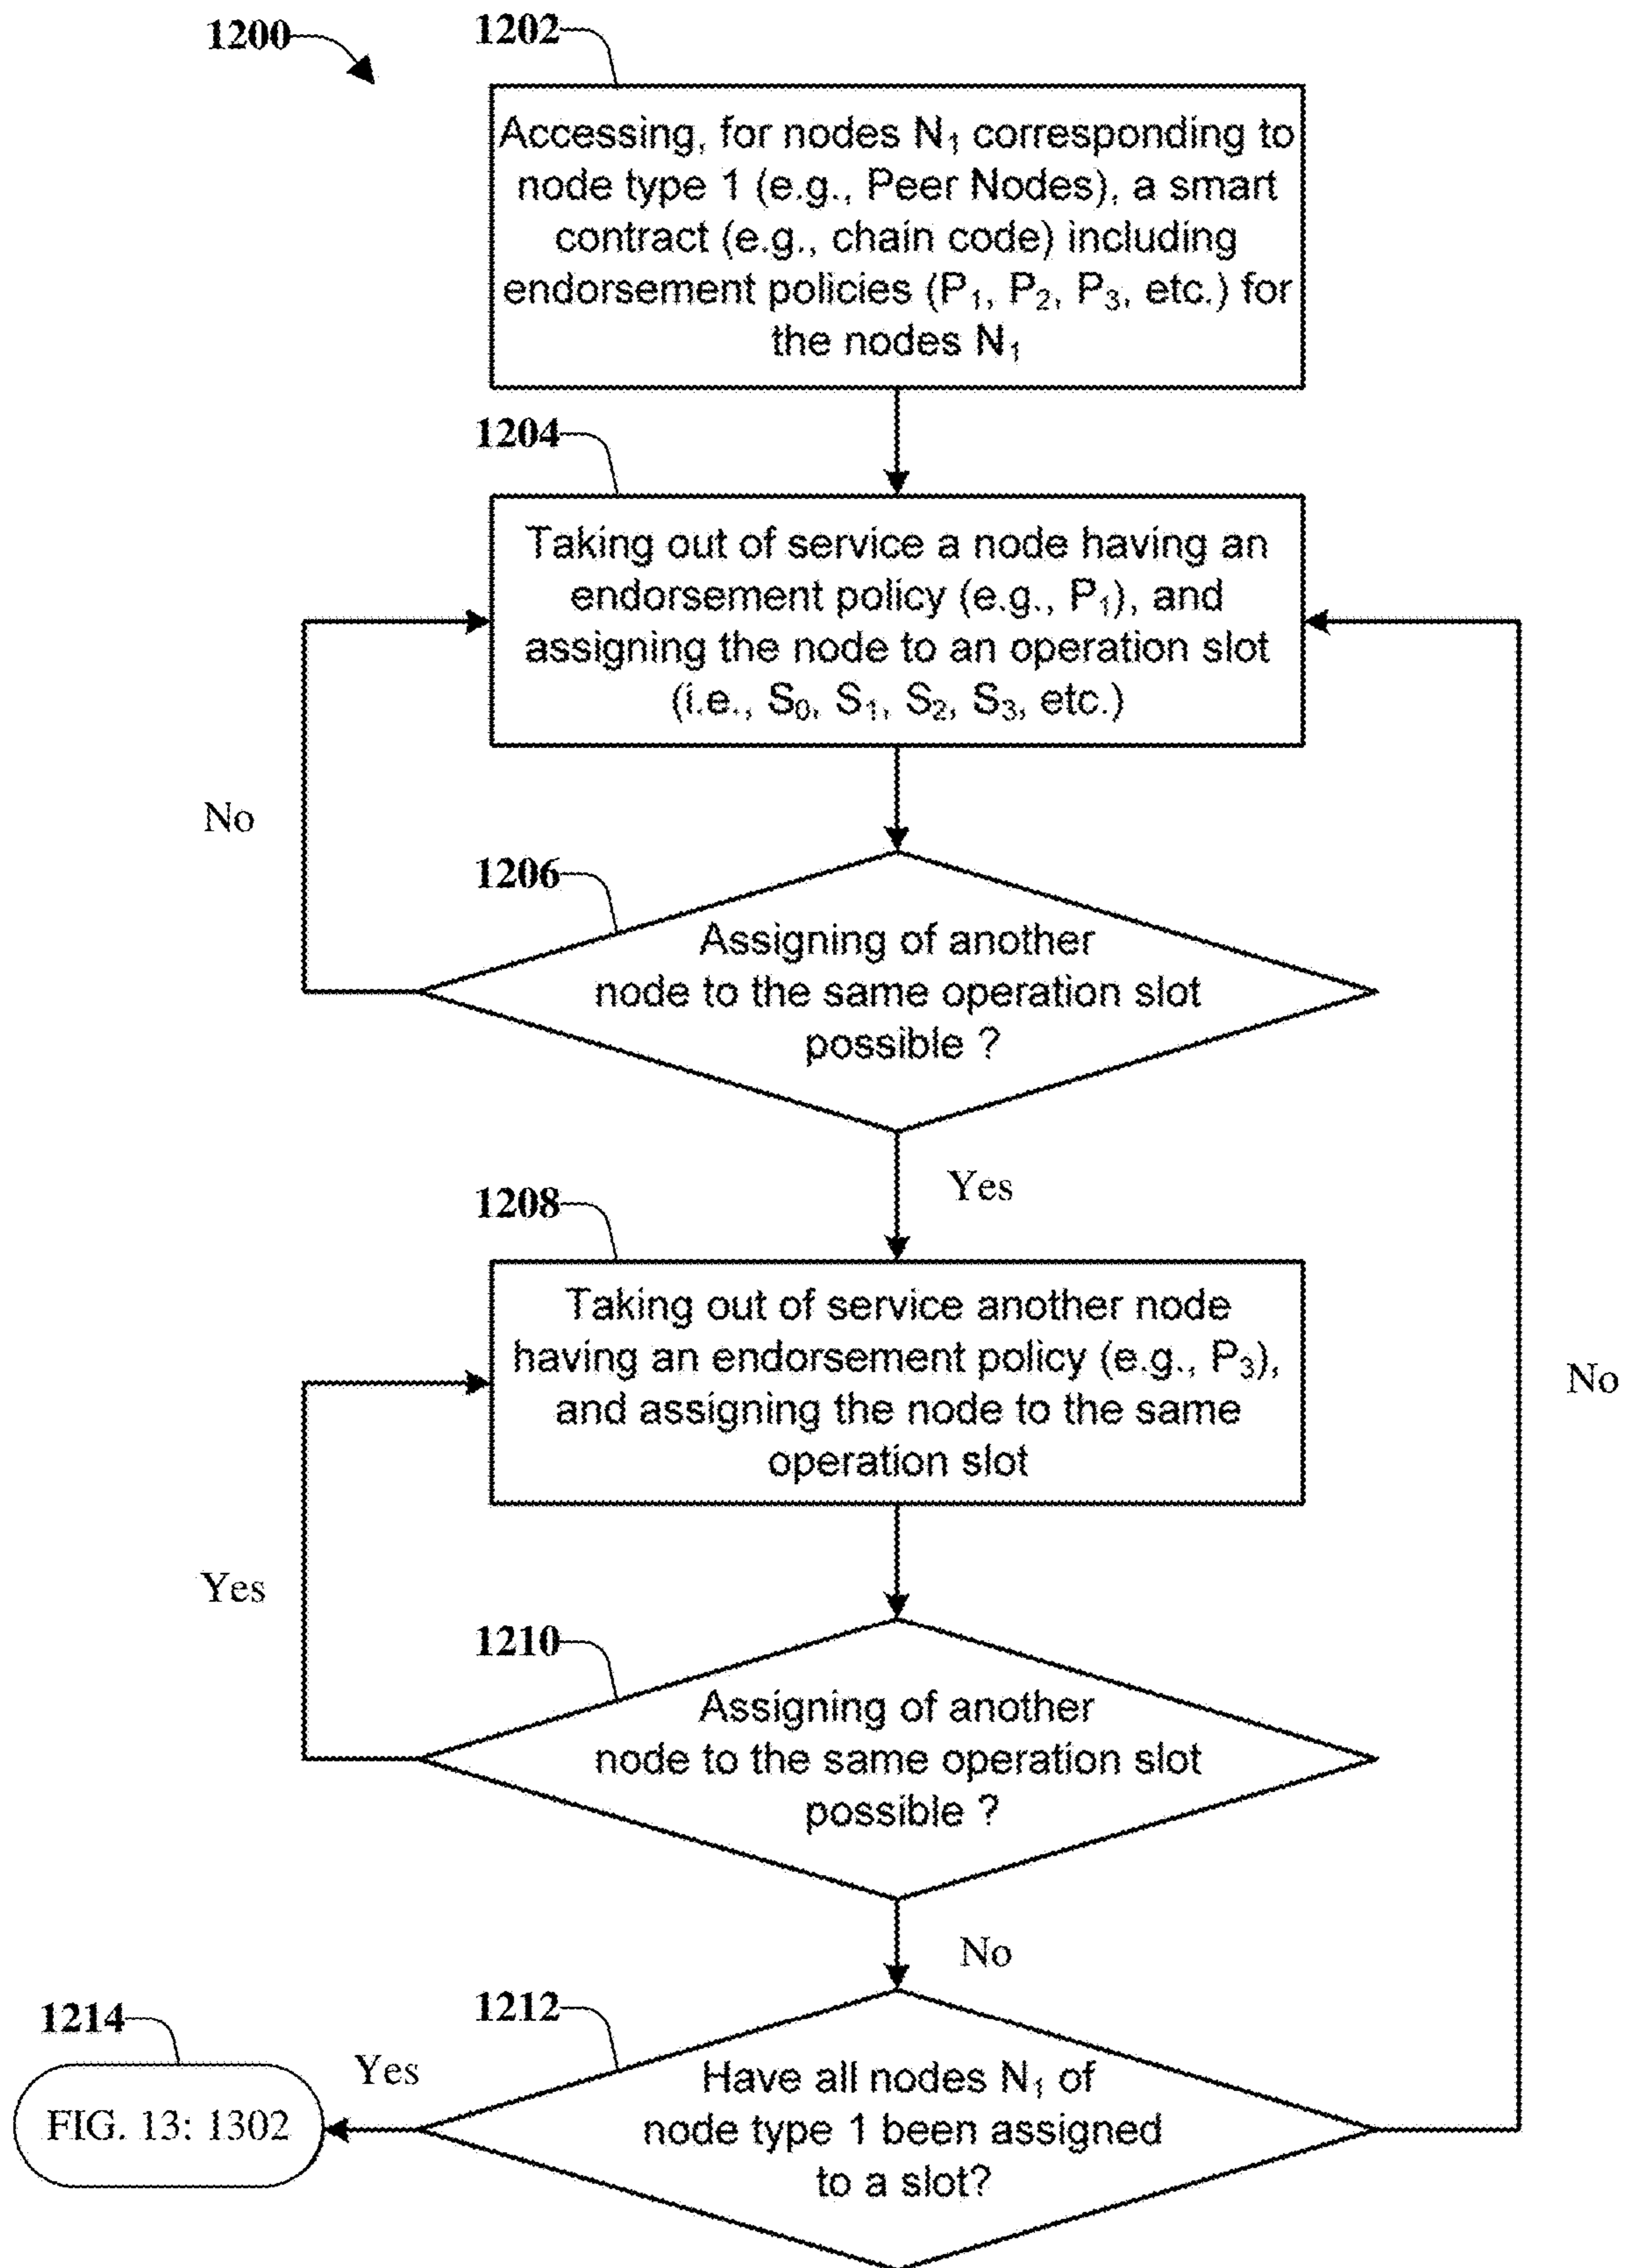 1200
1202
Accessing, for nodes N₁ corresponding to
node type 1 (e.g., Peer Nodes), a smart
contract (e.g., chain code) including
endorsement policies (P₁, P₂, P₃, etc.) for
the nodes N₁
1204
Taking out of service a node having an
endorsement policy (e.g., P₁), and
assigning the node to an operation slot
(i.e., S₀, S₁, S₂, S₃, etc.)
No
1206
Assigning of another
node to the same operation slot
possible ?
Yes
1208
Taking out of service another node
having an endorsement policy (e.g., P₃),
and assigning the node to the same
operation slot
No
Yes
1210
Assigning of another
node to the same operation slot
possible ?
No
1212
Have all nodes N₁ of
node type 1 been assigned
to a slot?
Yes
1214
FIG. 13: 1302